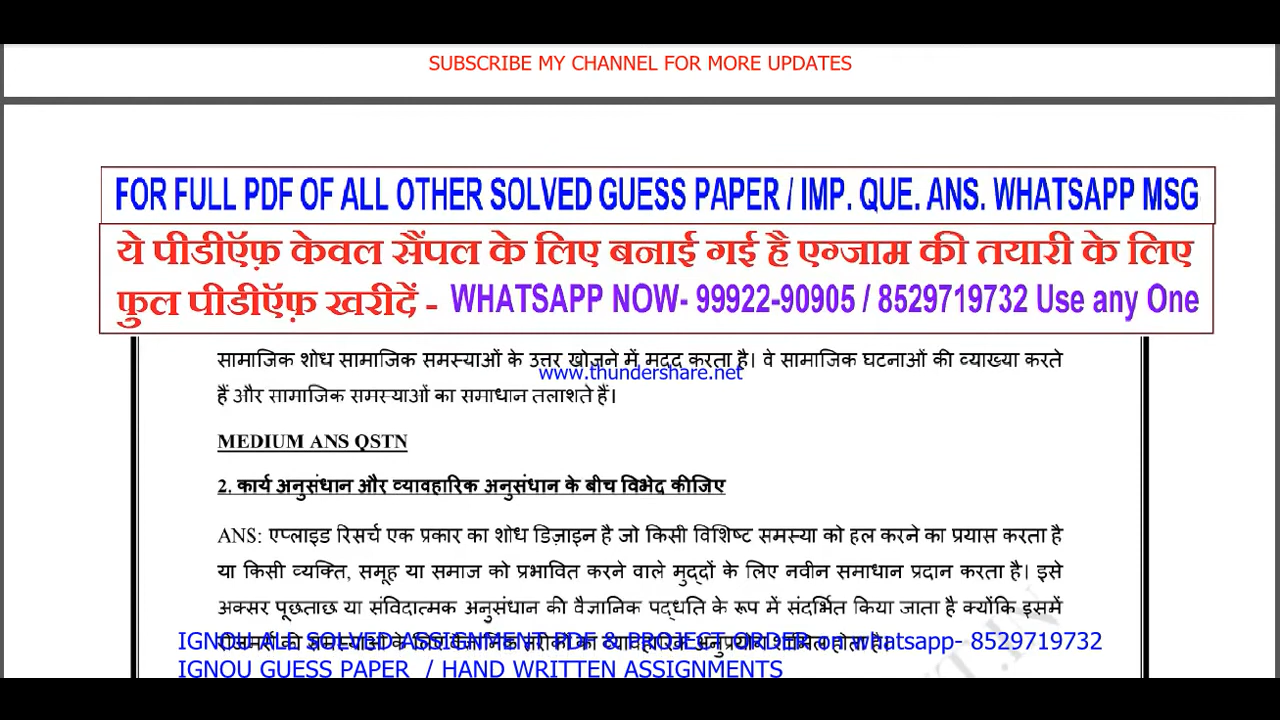 SUBSCRIBE MY CHANNEL FOR MORE UPDATES
FOR FULL PDF OF ALL OTHER SOLVED GUESS PAPER / IMP. QUE. ANS. WHATSAPP MSG
ये पीडीऍफ़ केवल सैंपल के लिए बनाई गई है एग्जाम की तयारी के लिए
फुल पीडीऍफ़ खरीदें - WHATSAPP NOW- 99922-90905 / 8529719732 Use any One
सामाजिक शोध सामाजिक समस्याओं के उत्तर खोजने में मदद करता है। वे सामाजिक घटनाओं की व्याख्या करते
www.thundershare.net
हैं और सामाजिक समस्याओं का समाधान तलाशते हैं।
MEDIUM ANS QSTN
2. कार्य अनुसंधान और व्यावहारिक अनुसंधान के बीच विभेद कीजिए
ANS: एप्लाइड रिसर्च एक प्रकार का शोध डिज़ाइन है जो किसी विशिष्ट समस्या को हल करने का प्रयास करता है
या किसी व्यक्ति, समूह या समाज को प्रभावित करने वाले मुद्दों के लिए नवीन समाधान प्रदान करता है। इसे
अक्सर पूछताछ या संविदात्मक अनुसंधान की वैज्ञानिक पद्धति के रूप में संदर्भित किया जाता है क्योंकि इसमें
IGNOU ALL SOLVED ASSIGNMENT PDF & PROJECT ORDER on whatsapp- 8529719732
IGNOU GUESS PAPER / HAND WRITTEN ASSIGNMENTS